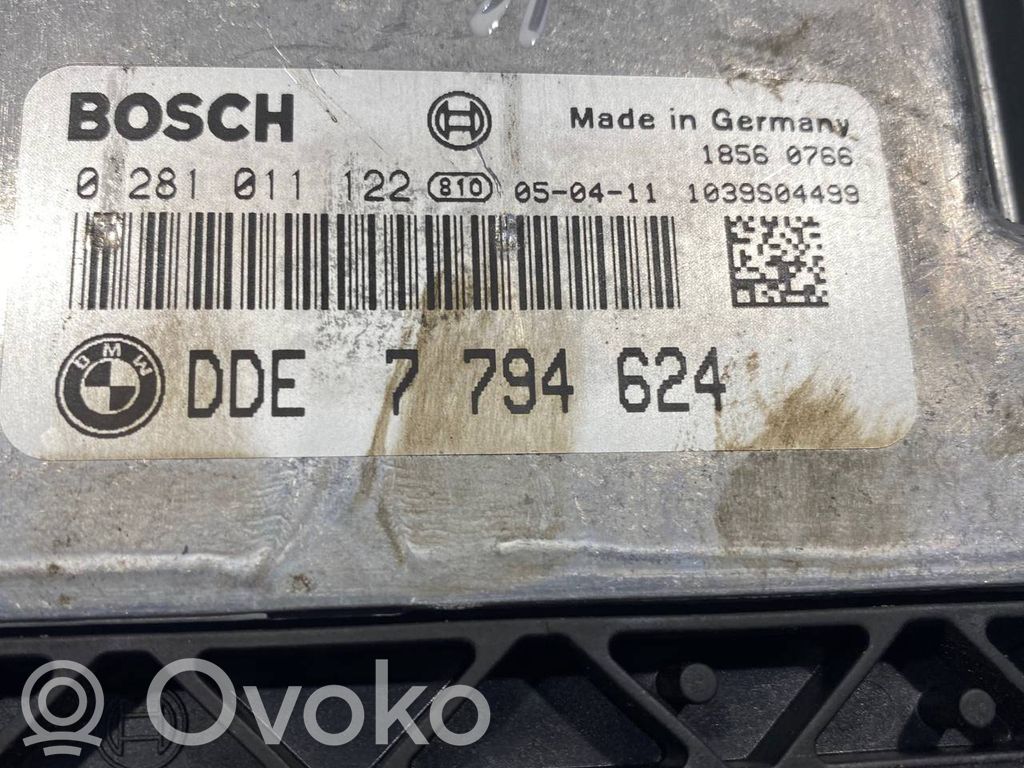 BOSCH
Made in Germany
1856 0766
0 281 011 122 810 05-04-11 1039S04499
BMW DDE 7 794 624
Ovoko